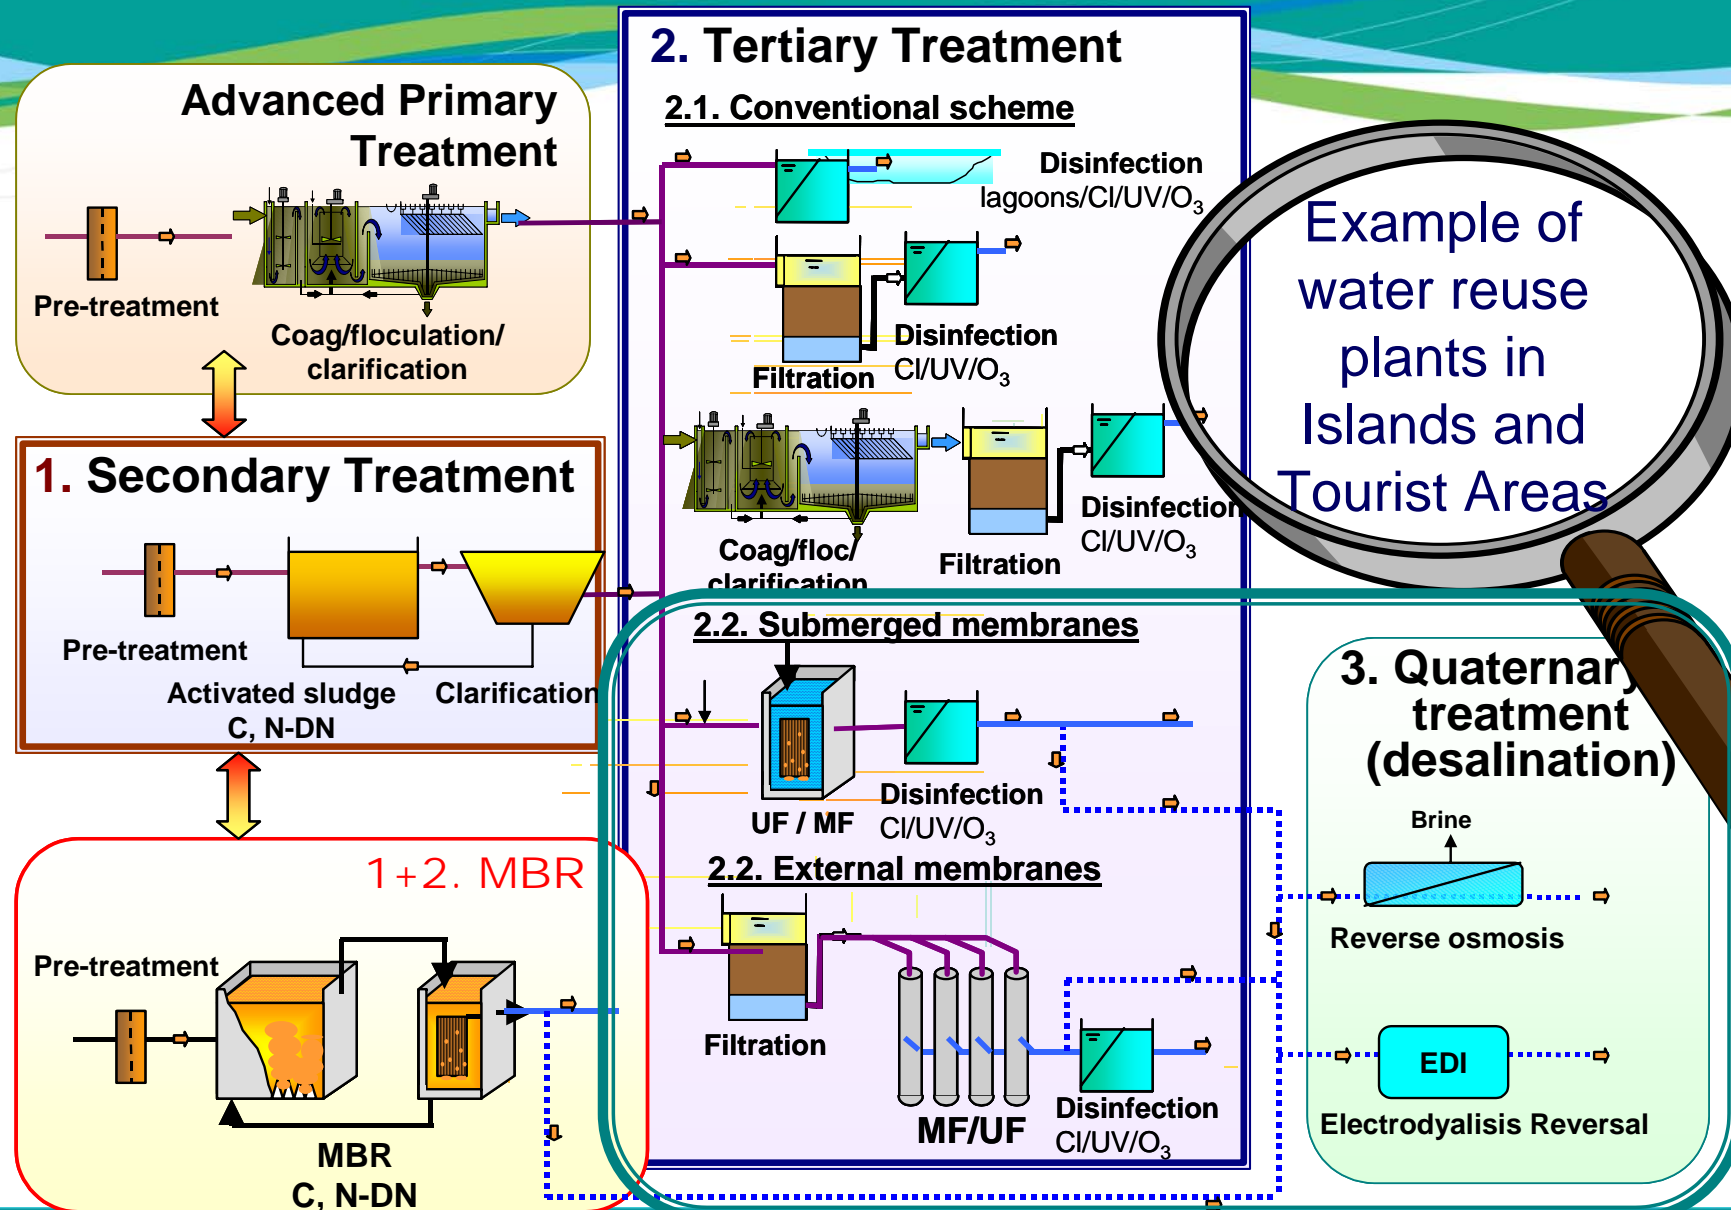 Advanced Primary
Treatment
Pre-treatment
Coag/floculation/
clarification
1. Secondary Treatment
Pre-treatment
Activated sludge
C, N-DN
Clarification
1+2. MBR
Pre-treatment
MBR
C, N-DN
2. Tertiary Treatment
2.1. Conventional scheme
Disinfection
lagoons/Cl/UV/O3
Filtration
Disinfection
Cl/UV/O3
Coag/floc/
clarification
Filtration
Disinfection
Cl/UV/O3
2.2. Submerged membranes
UF / MF
Disinfection
Cl/UV/O3
2.2. External membranes
Filtration
MF/UF
Disinfection
Cl/UV/O3
Example of
water reuse
plants in
Islands and
Tourist Areas
3. Quaternary
treatment
(desalination)
Brine
Reverse osmosis
EDI
Electrodyalisis Reversal